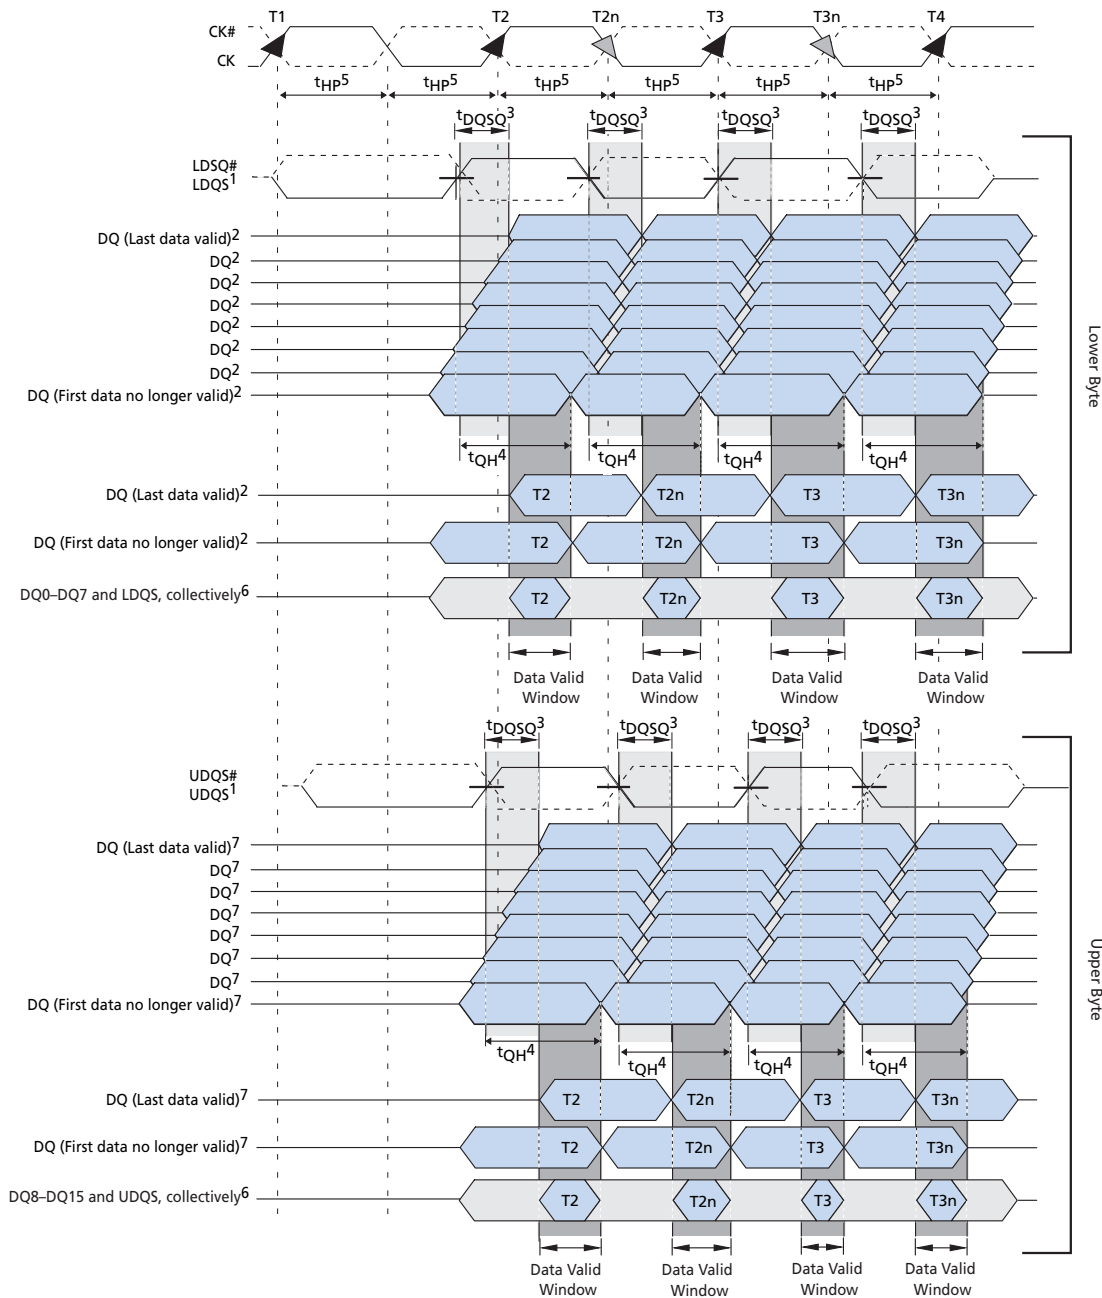 T1 T2 T2n T3 T3n T4
CK#
CK
tHP5 tHP5 tHP5 tHP5 tHP5 tHP5
tDQSQ3 tDQSQ3 tDQSQ3 tDQSQ3
LDSQ#
LDQS1
DQ (Last data valid)2
DQ2
DQ2
DQ2
DQ2
DQ2
DQ2
DQ (First data no longer valid)2
tQH4 tQH4 tQH4 tQH4
DQ (Last data valid)2 T2 T2n T3 T3n
DQ (First data no longer valid)2 T2 T2n T3 T3n
DQ0–DQ7 and LDQS, collectively6 T2 T2n T3 T3n
Data Valid Window
Data Valid Window
Data Valid Window
Data Valid Window
Lower Byte
tDQSQ3 tDQSQ3 tDQSQ3 tDQSQ3
UDQS#
UDQS1
DQ (Last data valid)7
DQ7
DQ7
DQ7
DQ7
DQ7
DQ7
DQ (First data no longer valid)7
tQH4 tQH4 tQH4 tQH4
DQ (Last data valid)7 T2 T2n T3 T3n
DQ (First data no longer valid)7 T2 T2n T3 T3n
DQ8–DQ15 and UDQS, collectively6 T2 T2n T3 T3n
Data Valid Window
Data Valid Window
Data Valid Window
Data Valid Window
Upper Byte